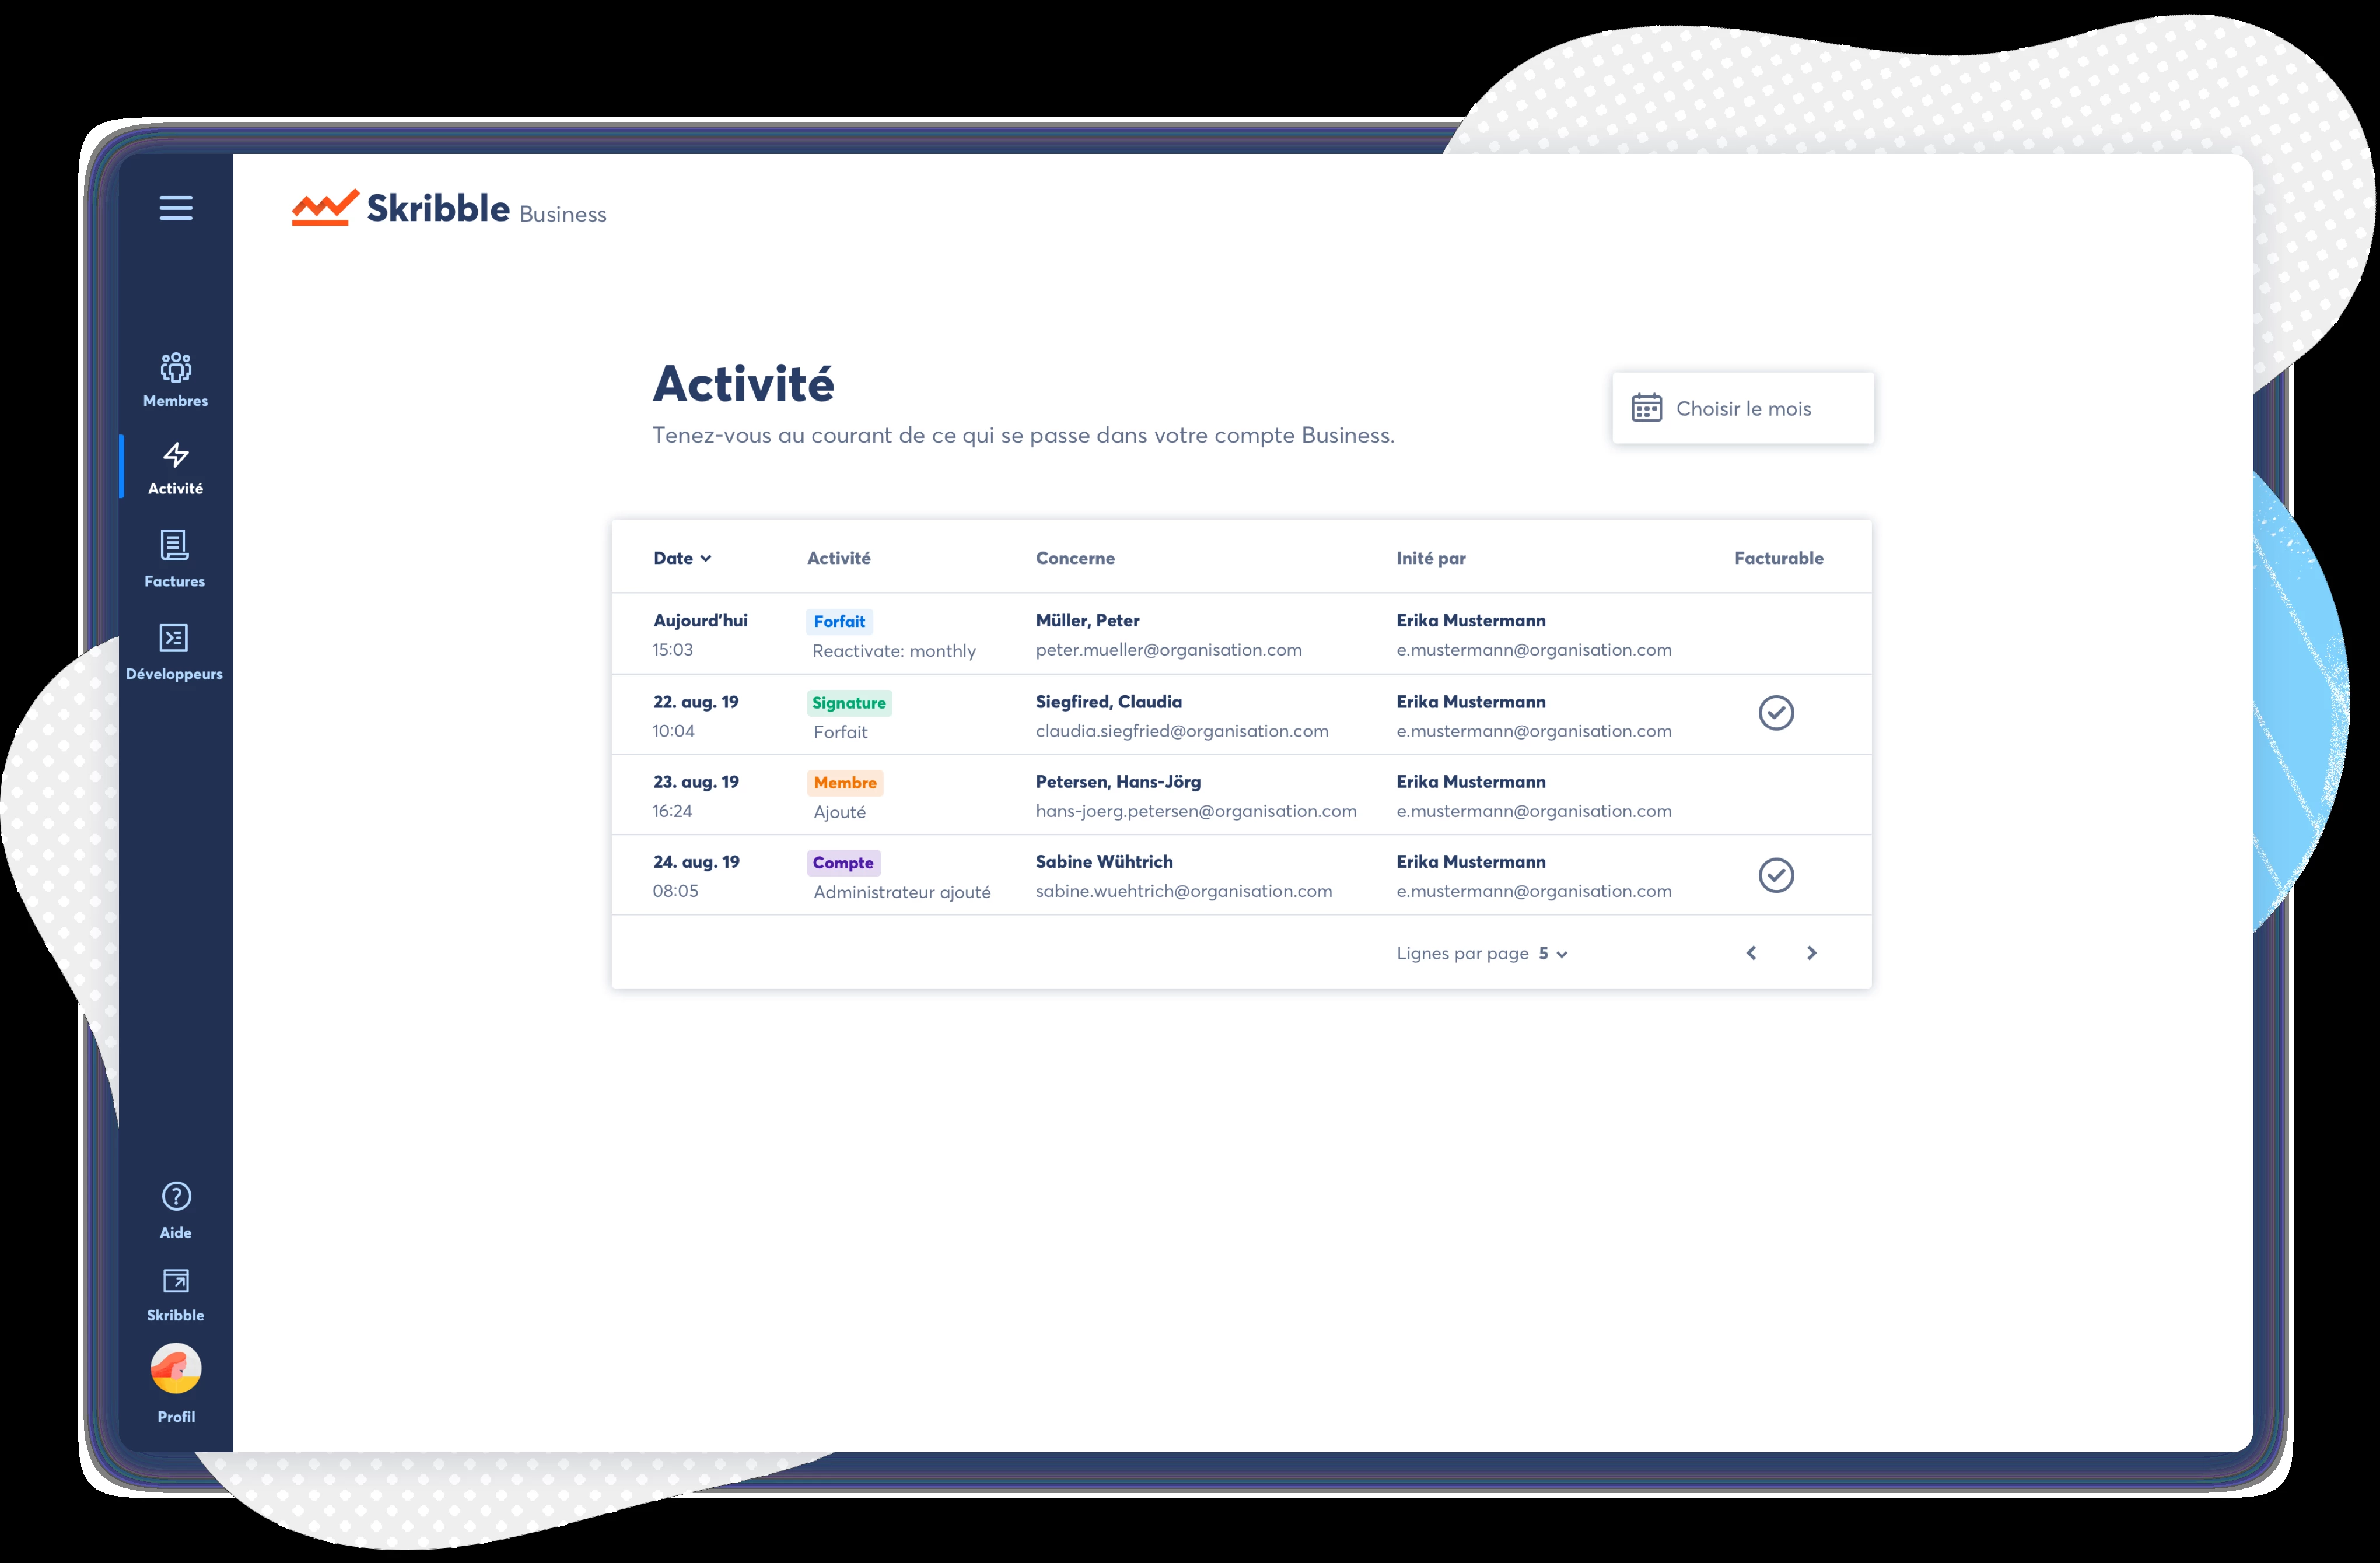 Skribble Business
Membres
Activité
Factures
Développeurs
Aide
Skribble
Profil
Activité
Tenez-vous au courant de ce qui se passe dans votre compte Business.
Choisir le mois
Date Activité Concerne Inité par Facturable
Aujourd'hui Forfait Müller, Peter Erika Mustermann
15:03 Reactivate: monthly peter.mueller@organisation.com e.mustermann@organisation.com
22. aug. 19 Signature Siegfired, Claudia Erika Mustermann
10:04 Forfait claudia.siegfried@organisation.com e.mustermann@organisation.com
23. aug. 19 Membre Petersen, Hans-Jörg Erika Mustermann
16:24 Ajouté hans-joerg.petersen@organisation.com e.mustermann@organisation.com
24. aug. 19 Compte Sabine Wühtrich Erika Mustermann
08:05 Administrateur ajouté sabine.wuehtrich@organisation.com e.mustermann@organisation.com
Lignes par page 5